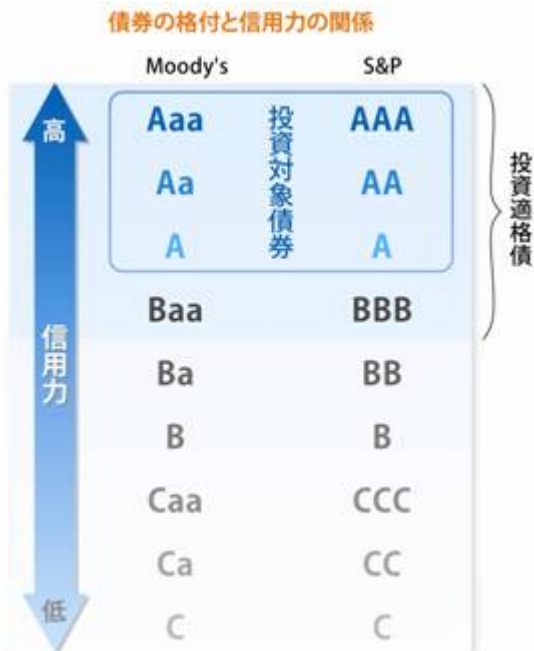 債券の格付と信用力の関係
Moody's S&P
高
信用力
低
Aaa AAA
Aa AA
A A
投資対象債券
Baa BBB
Ba BB
B B
Caa CCC
Ca CC
C C
投資適格債